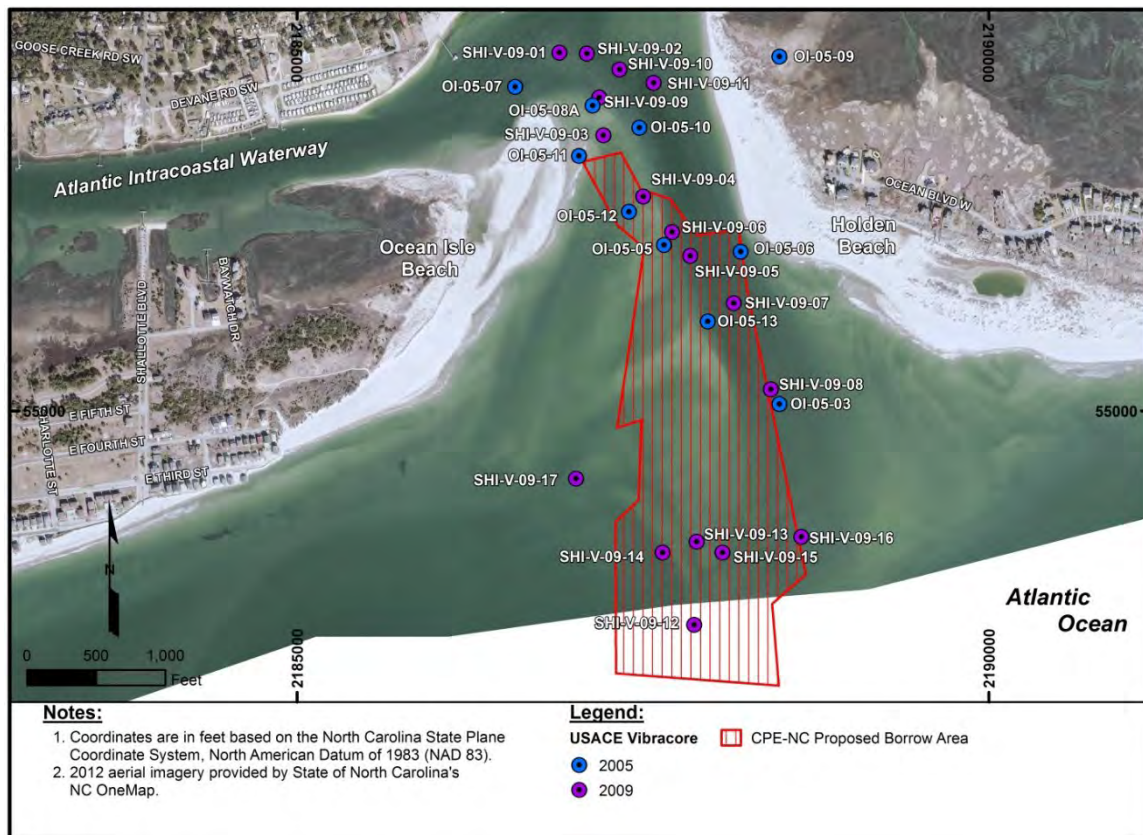 GOOSE CREEK RD SW
DEVANE RD SW
2185000
2190000
SHI-V-09-01
SHI-V-09-02
SHI-V-09-10
SHI-V-09-11
OI-05-09
OI-05-07
OI-05-08A
SHI-V-09-09
OI-05-10
SHI-V-09-03
OI-05-11
Atlantic Intracoastal Waterway
SHI-V-09-04
OCEAN BLVD W
OI-05-12
SHI-V-09-06
OI-05-05
OI-05-06
SHI-V-09-05
Ocean Isle
Beach
Holden
Beach
SHALLOTTE BLVD
BAYWATCH DR
SHI-V-09-07
OI-05-13
SHI-V-09-08
OI-05-03
55000
55000
E FIFTH ST
E FOURTH ST
E THIRD ST
CHARLOTTE ST
SHI-V-09-17
SHI-V-09-13
SHI-V-09-16
SHI-V-09-14
SHI-V-09-15
SHI-V-09-12
Atlantic
Ocean
N
0 500 1,000
Feet
2185000
2190000
Notes:
1. Coordinates are in feet based on the North Carolina State Plane
Coordinate System, North American Datum of 1983 (NAD 83).
2. 2012 aerial imagery provided by State of North Carolina's
NC OneMap.
Legend:
USACE Vibracore
2005
2009
CPE-NC Proposed Borrow Area